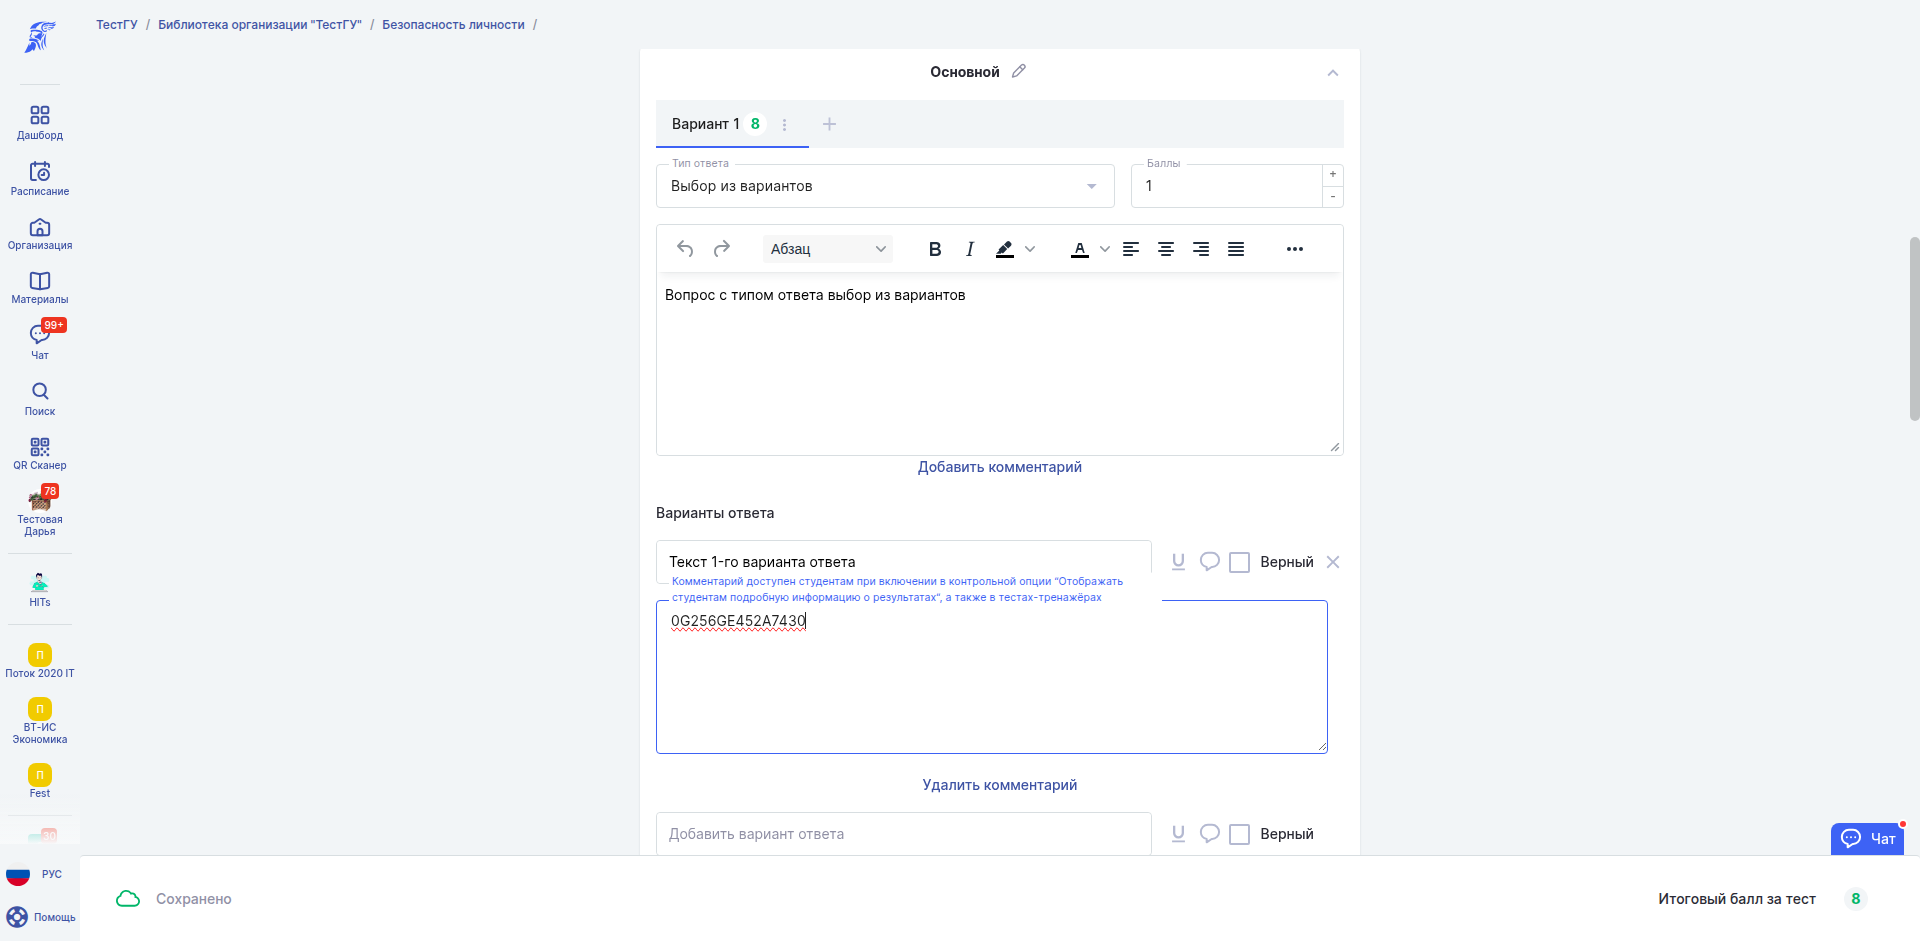 ТестГУ / Библиотека организации "ТестГУ" / Безопасность личности /
Дашборд
Расписание
Организация
Материалы
99+
Чат
Поиск
QR Сканер
78
Тестовая
Дарья
HITs
П
Поток 2020 IT
П
ВТ-ИС
Экономика
П
Fest
30
РУС
Помощь
Основной
Вариант 1 8
Тип ответа
Выбор из вариантов
Баллы
1
+
-
Абзац B I A
Вопрос с типом ответа выбор из вариантов
Добавить комментарий
Варианты ответа
Текст 1-го варианта ответа U Верный
Комментарий доступен студентам при включении в контрольной опции "Отображать
студентам подробную информацию о результатах", а также в тестах-тренажёрах
0G256GE452A7430
Удалить комментарий
Добавить вариант ответа U Верный
Чат
Сохранено
Итоговый балл за тест 8